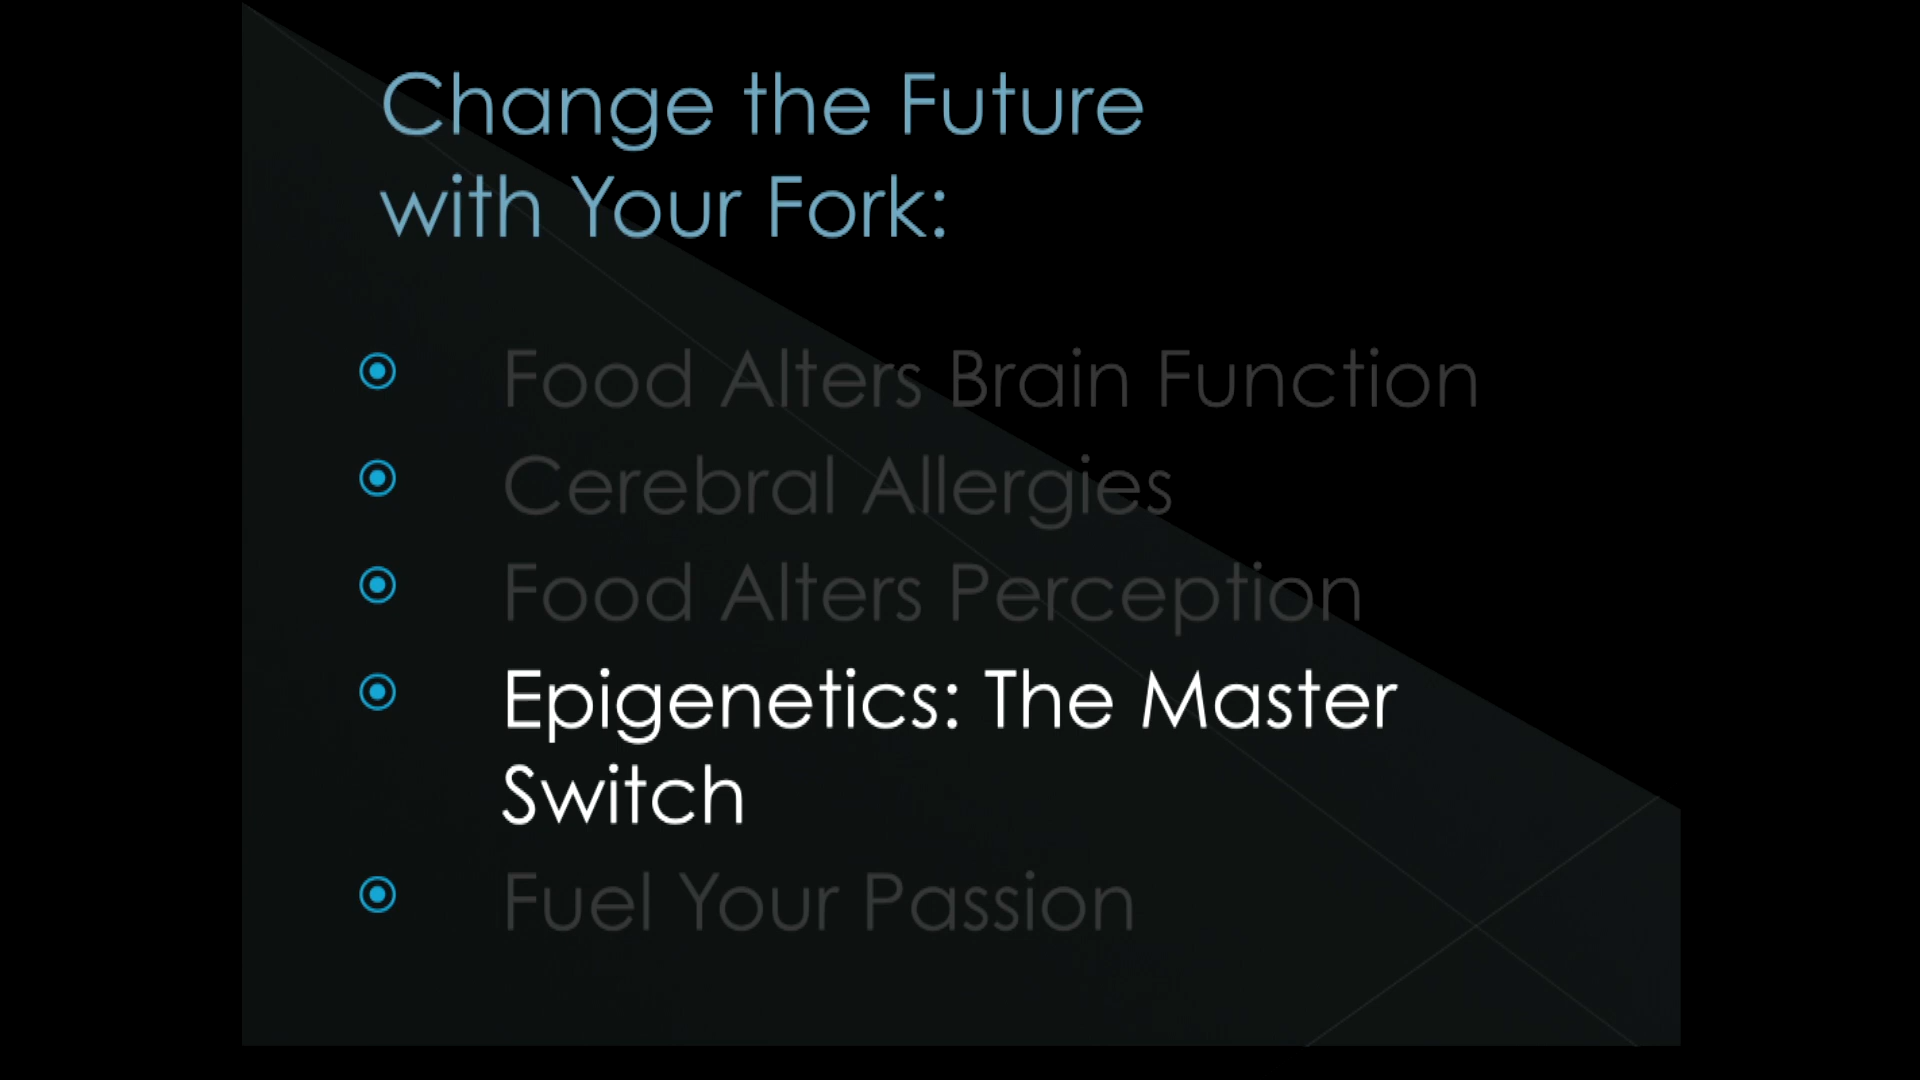 Change the Future
with Your Fork:
Food Alters Brain Function
Cerebral Allergies
Food Alters Perception
Epigenetics: The Master
Switch
Fuel Your Passion